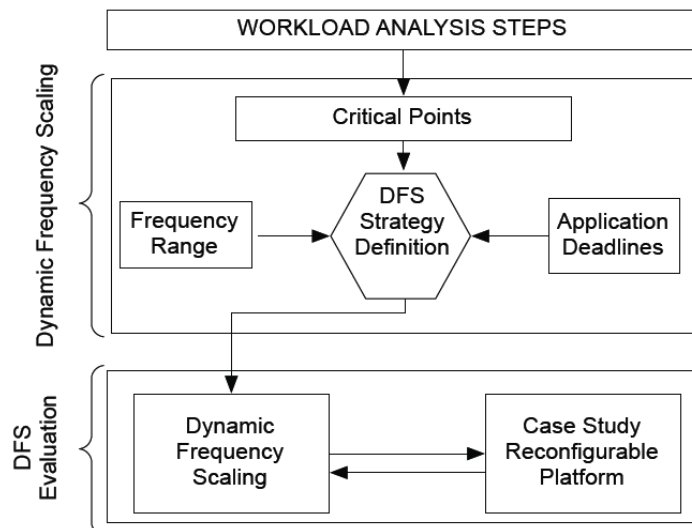 WORKLOAD ANALYSIS STEPS
Dynamic Frequency Scaling
Critical Points
DFS
Strategy
Definition
Frequency
Range
Application
Deadlines
DFS
Evaluation
Dynamic
Frequency
Scaling
Case Study
Reconfigurable
Platform